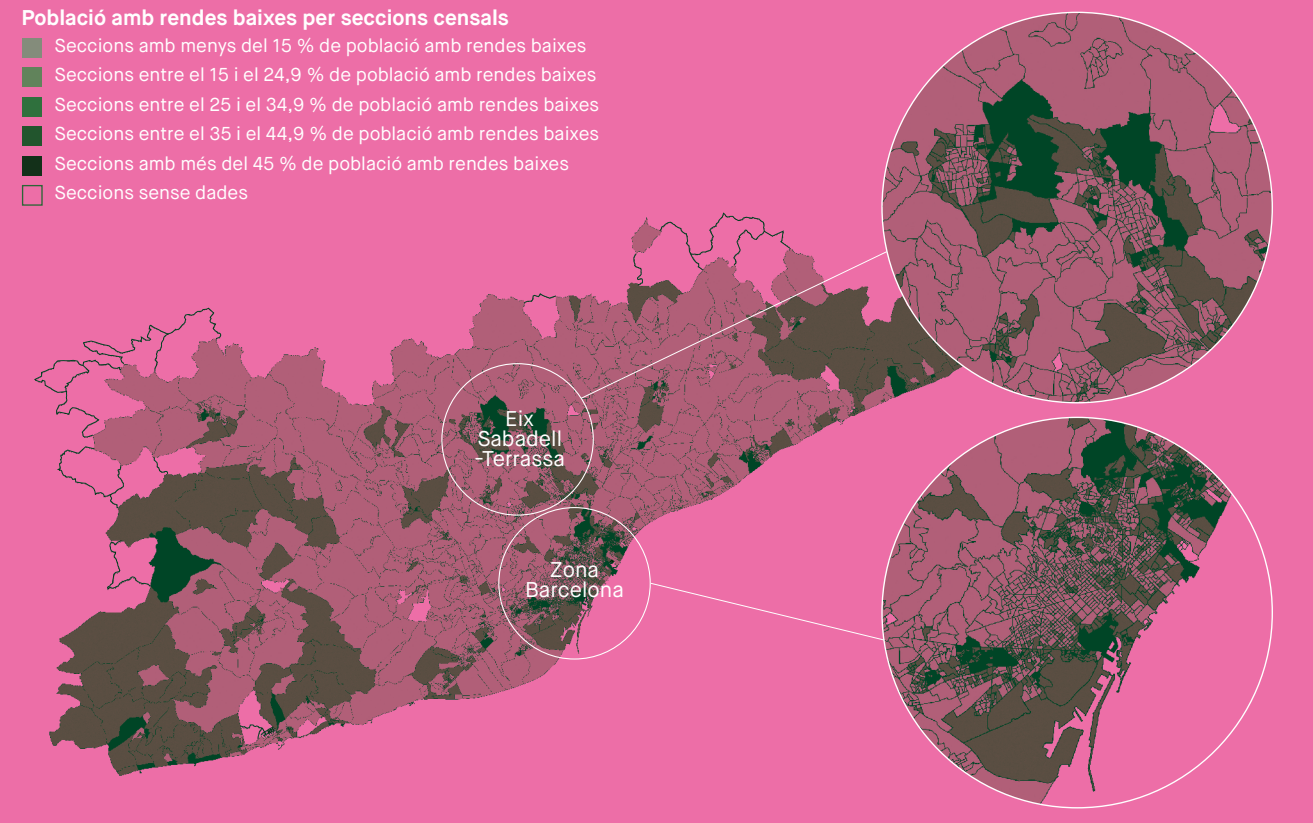 Població amb rendes baixes per seccions censals
Seccions amb menys del 15 % de població amb rendes baixes
Seccions entre el 15 i el 24,9 % de població amb rendes baixes
Seccions entre el 25 i el 34,9 % de població amb rendes baixes
Seccions entre el 35 i el 44,9 % de població amb rendes baixes
Seccions amb més del 45 % de població amb rendes baixes
Seccions sense dades
Eix
Sabadell
-Terrassa
Zona
Barcelona